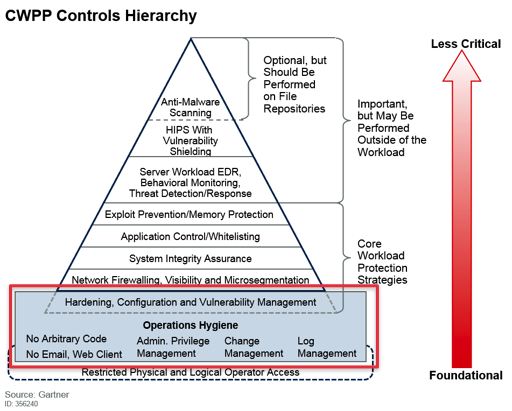 CWPP Controls Hierarchy
Less Critical
Optional, but
Should Be
Performed
on File
Repositories
Anti-Malware
Scanning
Important,
but May Be
Performed
Outside of the
Workload
HIPS With
Vulnerability
Shielding
Server Workload EDR,
Behavioral Monitoring,
Threat Detection/Response
Exploit Prevention/Memory Protection
Application Control/Whitelisting
System Integrity Assurance
Network Firewalling, Visibility and Microsegmentation
Core
Workload
Protection
Strategies
Hardening, Configuration and Vulnerability Management
Operations Hygiene
No Arbitrary Code
No Email, Web Client
Admin. Privilege
Management
Change
Management
Log
Management
Restricted Physical and Logical Operator Access
Foundational
Source: Gartner
ID: 356240